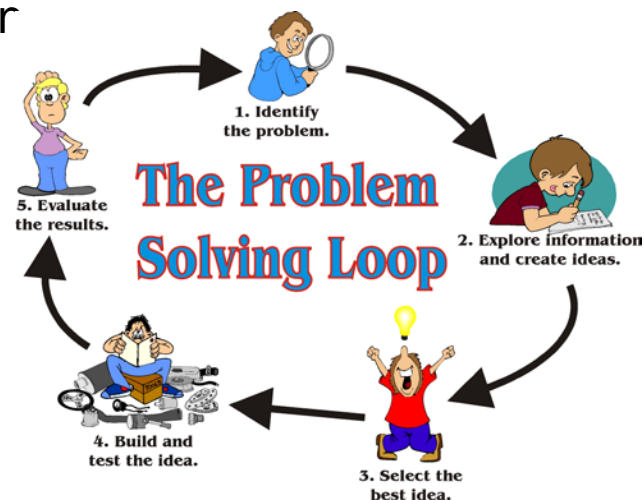 r
1. Identify
the problem.
The Problem
Solving Loop
2. Explore information
and create ideas.
3. Select the
best idea.
4. Build and
test the idea.
5. Evaluate
the results.